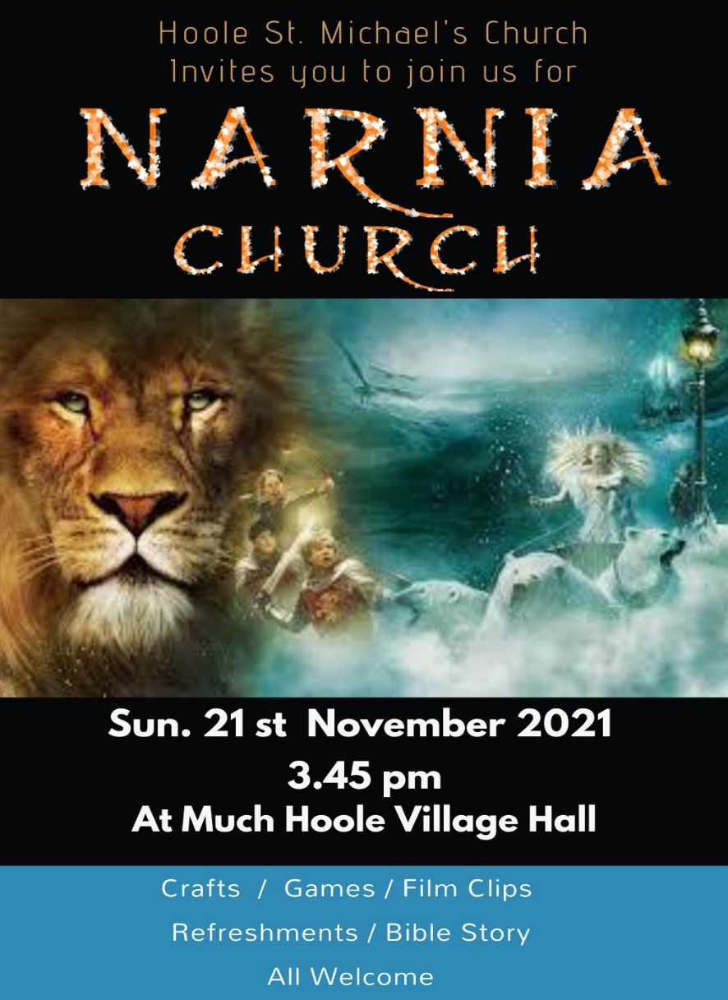 Hoole St. Michael's Church
Invites you to join us for
NARNIA
CHURCH
Sun. 21 st November 2021
3.45 pm
At Much Hoole Village Hall
Crafts / Games / Film Clips
Refreshments / Bible Story
All Welcome